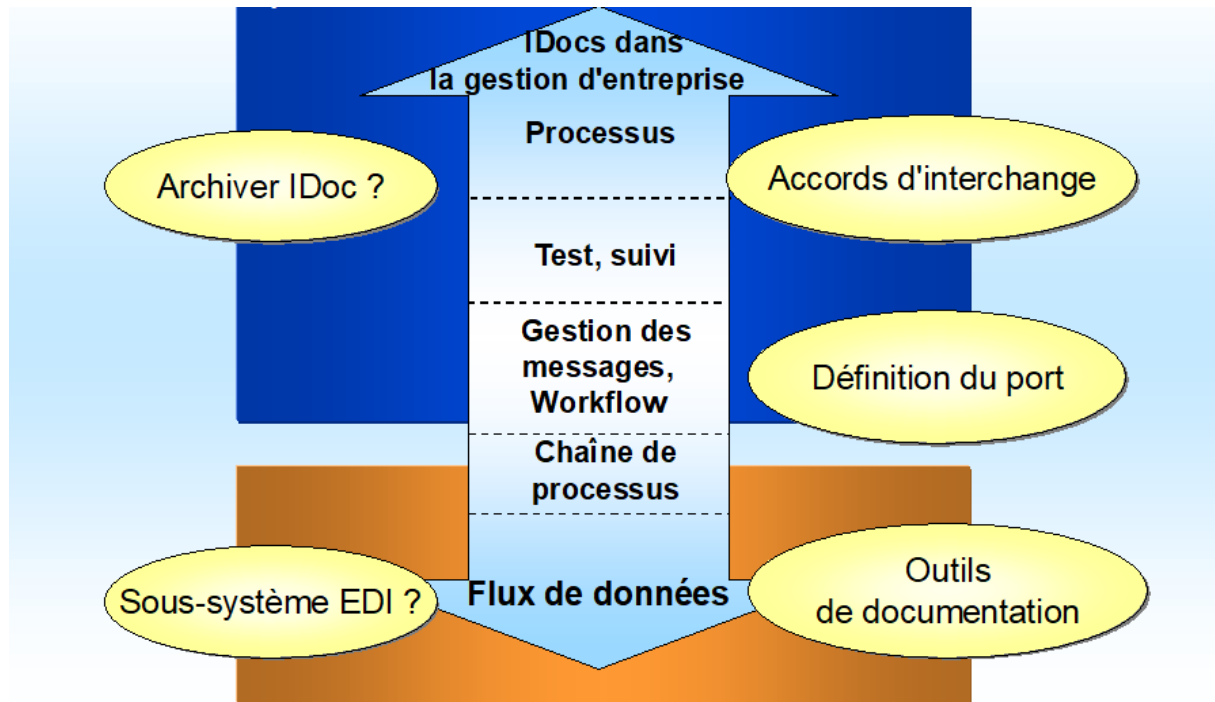 IDocs dans
la gestion d'entreprise
Processus
Archiver IDoc ?
Accords d'interchange
Test, suivi
Gestion des
messages,
Workflow
Définition du port
Chaîne de
processus
Sous-système EDI ?
Flux de données
Outils
de documentation